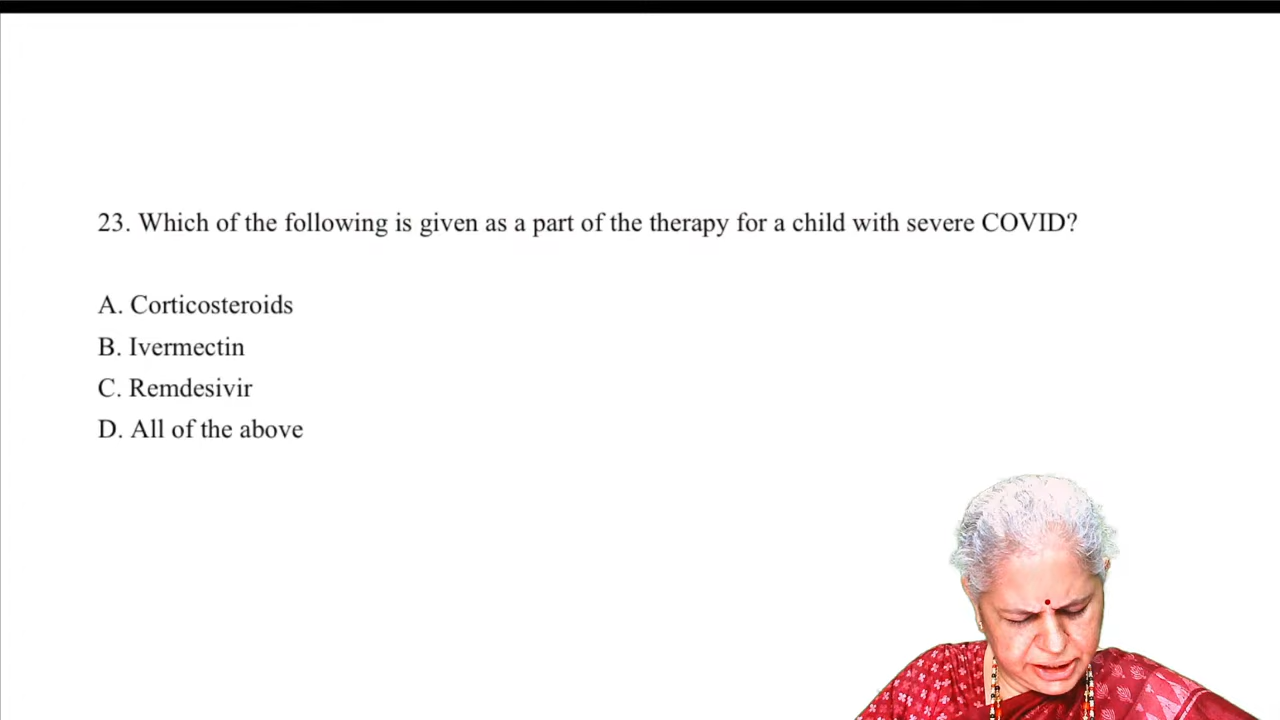 23. Which of the following is given as a part of the therapy for a child with severe COVID?
A. Corticosteroids
B. Ivermectin
C. Remdesivir
D. All of the above